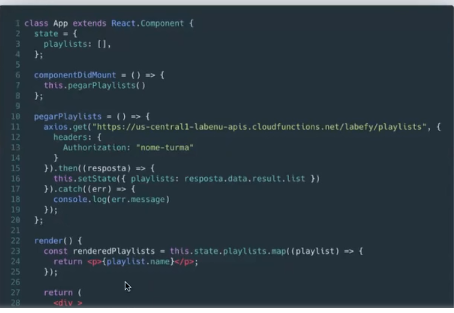 1 class App extends React.Component {
2 state = {
3 playlists: [],
4 };
5
6 componentDidMount = () => {
7 this.pegarPlaylists()
8 };
9
10 pegarPlaylists = () => {
11 axios.get("https://us-central1-labenu-apis.cloudfunctions.net/labefy/playlists", {
12 headers: {
13 Authorization: "nome-turma"
14 }
15 }).then((resposta) => {
16 this.setState({ playlists: resposta.data.result.list })
17 }).catch((err) => {
18 console.log(err.message)
19 });
20 };
21
22 render() {
23 const renderedPlaylists = this.state.playlists.map((playlist) => {
24 return <p>{playlist.name}</p>;
25 });
26
27 return (
28 <div >